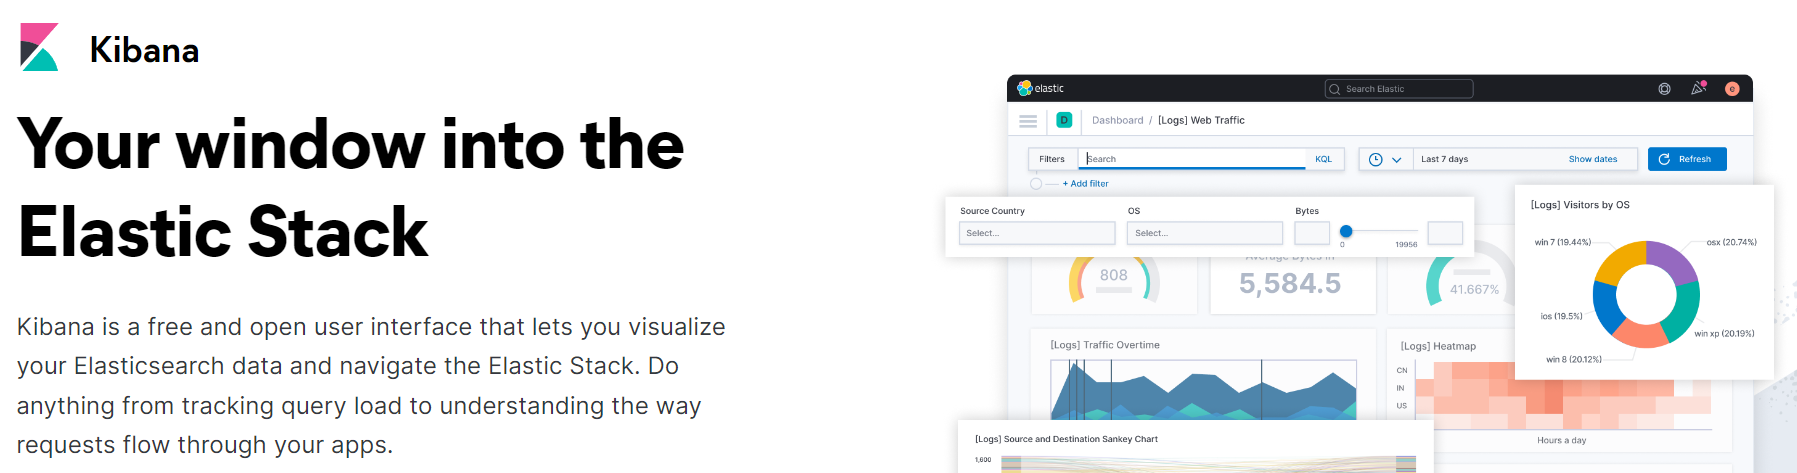 Kibana
Your window into the
Elastic Stack
Kibana is a free and open user interface that lets you visualize
your Elasticsearch data and navigate the Elastic Stack. Do
anything from tracking query load to understanding the way
requests flow through your apps.
elastic
Search Elastic
e
D
Dashboard / [Logs] Web Traffic
Filters
Search
KQL
Last 7 days
Show dates
Refresh
+ Add filter
Source Country
OS
Bytes
Select...
Select...
0
19956
808
Average Bytes in
5,584.5
41.667%
[Logs] Visitors by OS
win 7 (19.44%)
osx (20.74%)
ios (19.5%)
win xp (20.19%)
win 8 (20.12%)
[Logs] Traffic Overtime
[Logs] Heatmap
CN
IN
US
Hours a day
[Logs] Source and Destination Sankey Chart
1,600